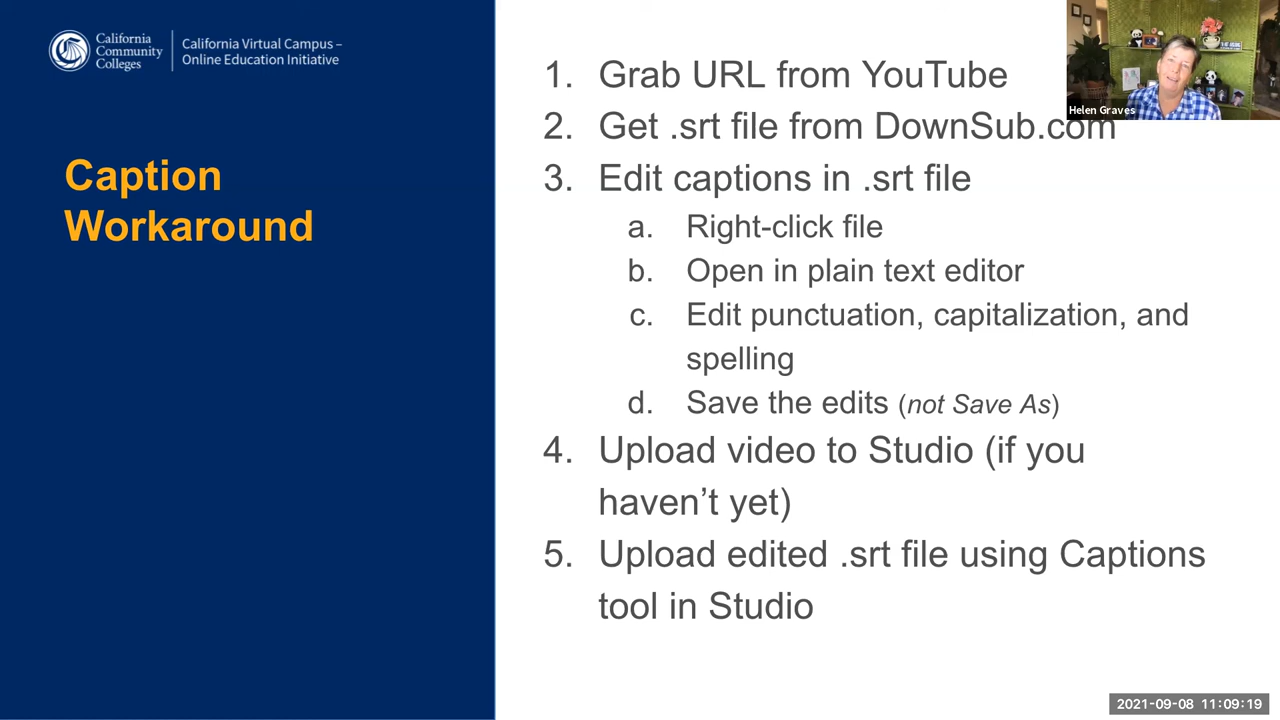 California
Community
Colleges
California Virtual Campus –
Online Education Initiative
Caption
Workaround
1. Grab URL from YouTube
2. Get .srt file from DownSub.com
3. Edit captions in .srt file
a. Right-click file
b. Open in plain text editor
c. Edit punctuation, capitalization, and
spelling
d. Save the edits (not Save As)
4. Upload video to Studio (if you
haven’t yet)
5. Upload edited .srt file using Captions
tool in Studio
Helen Graves
2021-09-08 11:09:19